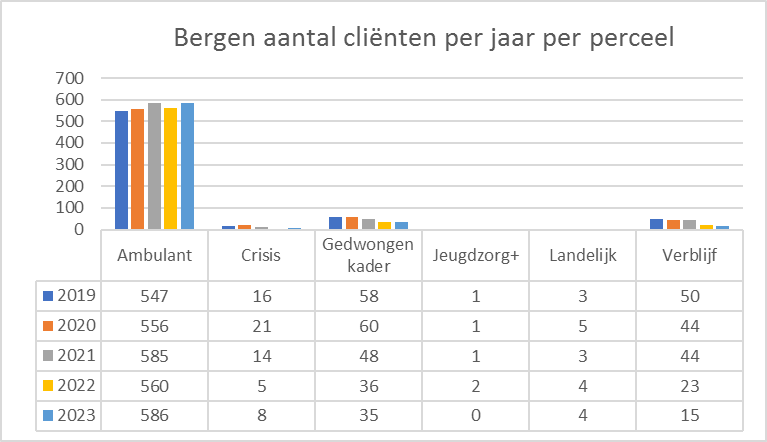 Bergen aantal cliënten per jaar per perceel
700
600
500
400
300
200
100
0
Ambulant Crisis Gedwongen kader Jeugdzorg+ Landelijk Verblijf
2019 547 16 58 1 3 50
2020 556 21 60 1 5 44
2021 585 14 48 1 3 44
2022 560 5 36 2 4 23
2023 586 8 35 0 4 15